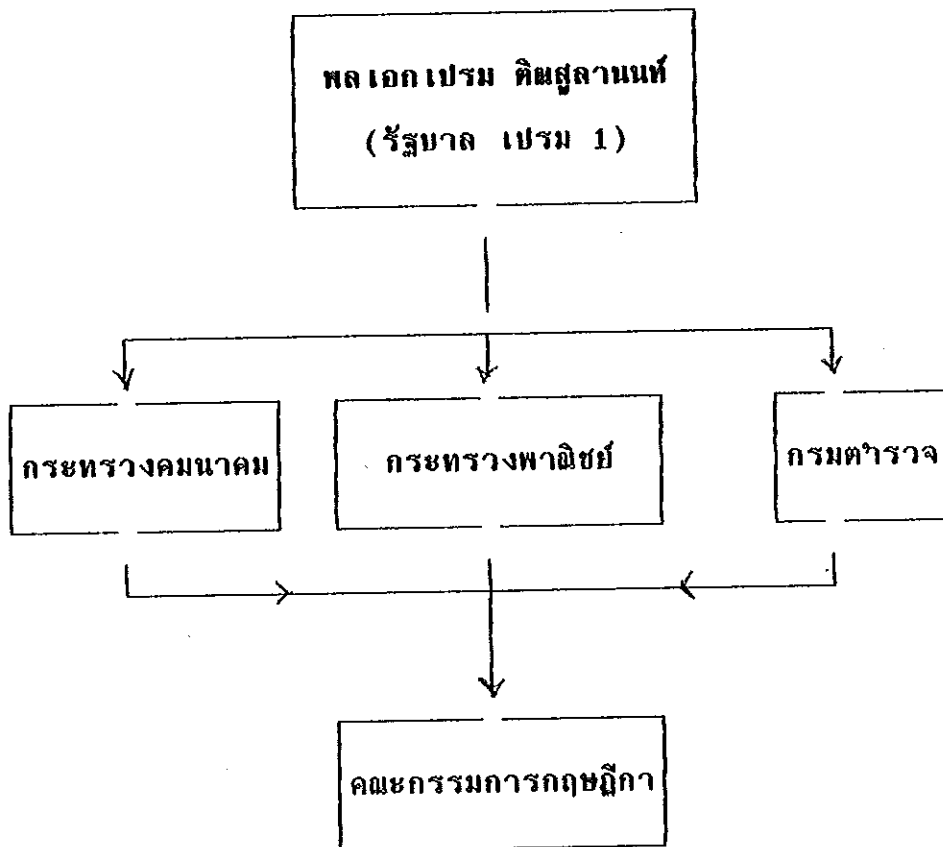 พลเอกเปรม ติณสูลานนท์
(รัฐบาล เปรม 1)
กระทรวงคมนาคม
กระทรวงพาณิชย์
กรมตำรวจ
คณะกรรมการกฤษฎีกา